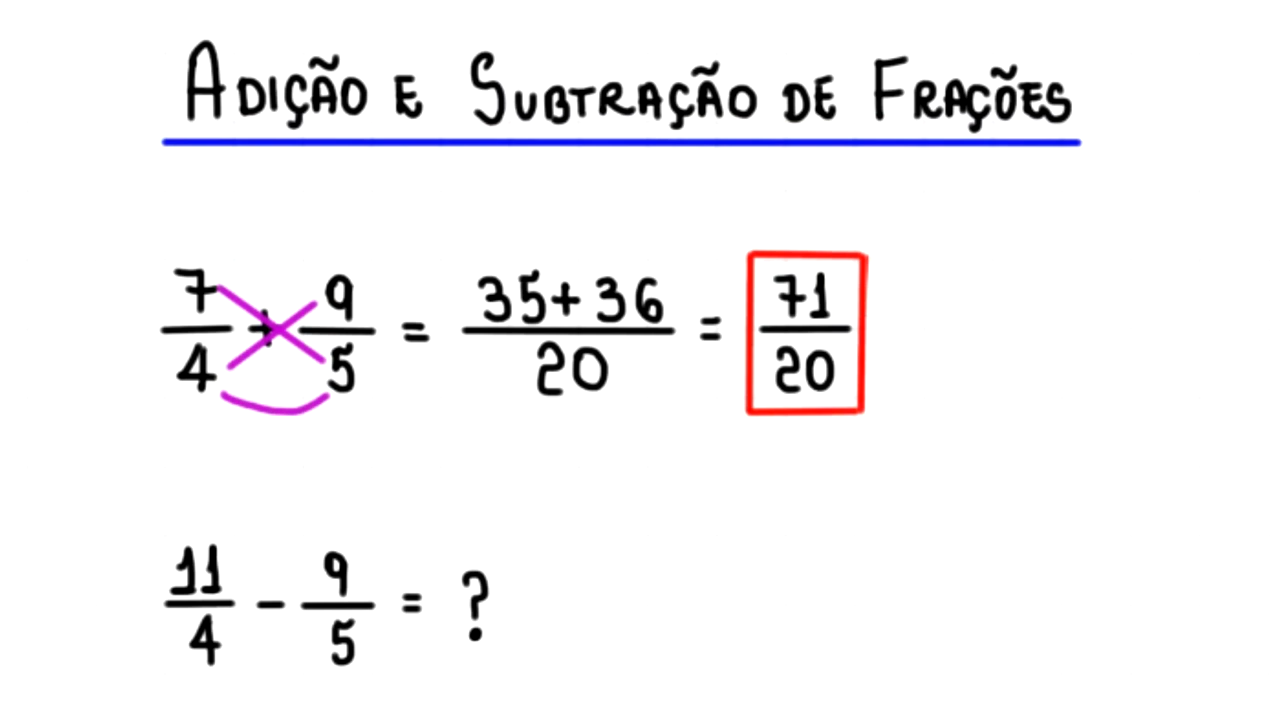 Adição e Subtração de Frações
7/4 + 9/5 = 35+36/20 = 71/20
11/4 - 9/5 = ?